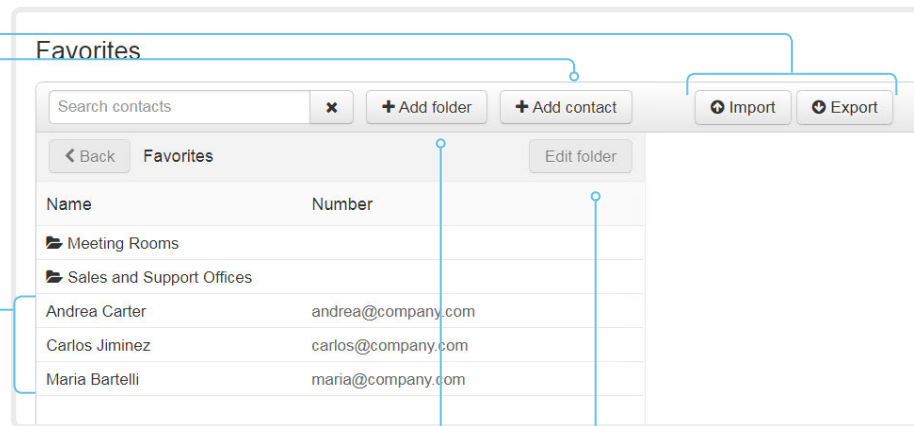 Favorites
Search contacts Add folder Add contact Import Export
Back Favorites Edit folder
Name Number
Meeting Rooms
Sales and Support Offices
Andrea Carter andrea@company.com
Carlos Jiminez carlos@company.com
Maria Bartelli maria@company.com